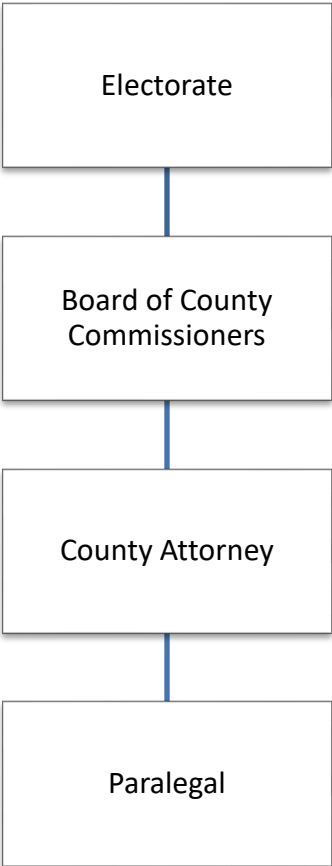 Electorate
Board of County
Commissioners
County Attorney
Paralegal